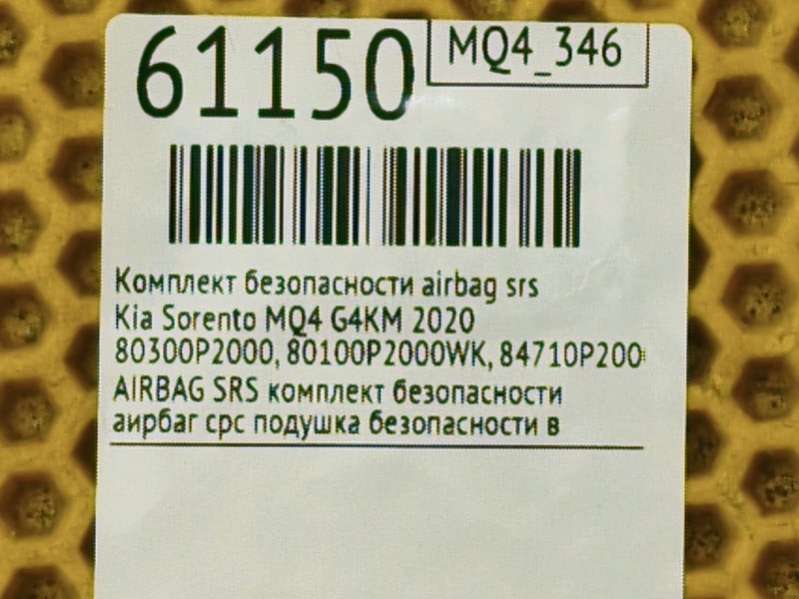 61150
MQ4_346
Комплект безопасности airbag srs
Kia Sorento MQ4 G4KM 2020
80300P2000, 80100P2000WK, 84710P200
AIRBAG SRS комплект безопасности
аирбаг срс подушка безопасности в